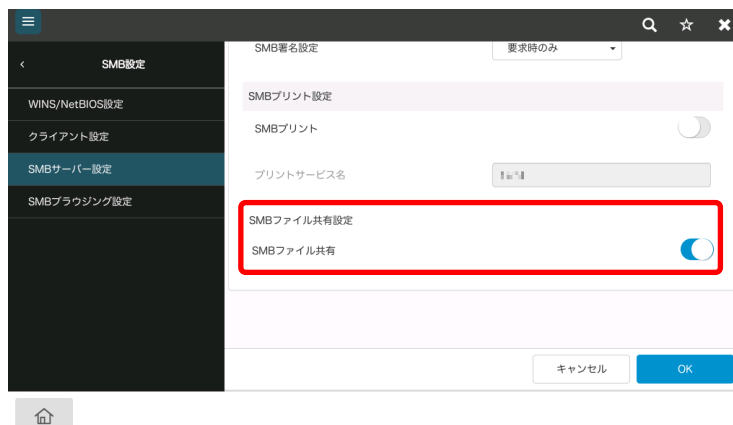 SMB設定
WINS/NetBIOS設定
クライアント設定
SMBサーバー設定
SMBブラウジング設定
SMB署名設定
要求時のみ
SMBプリント設定
SMBプリント
プリントサービス名
SMBファイル共有設定
SMBファイル共有
キャンセル
OK